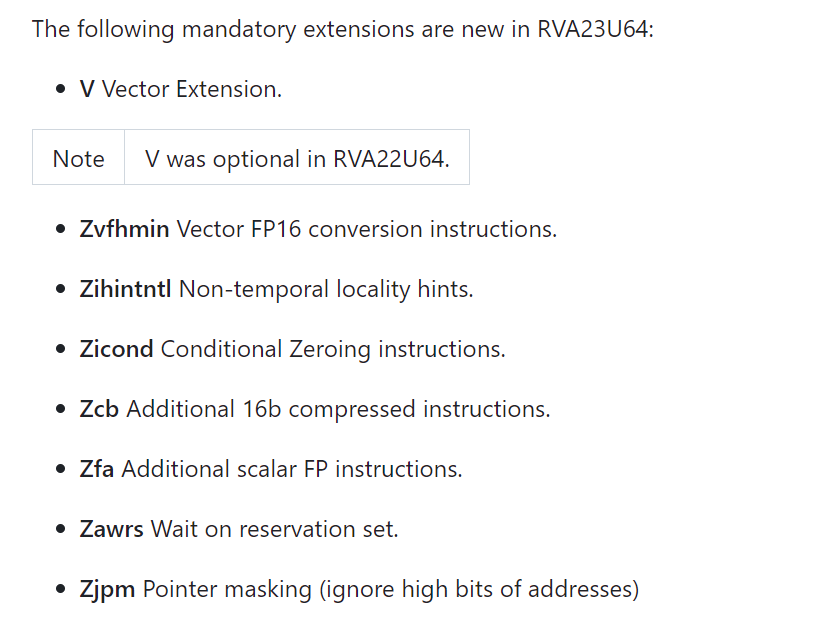 The following mandatory extensions are new in RVA23U64:
V Vector Extension.
Note V was optional in RVA22U64.
Zvfhmin Vector FP16 conversion instructions.
Zihintntl Non-temporal locality hints.
Zicond Conditional Zeroing instructions.
Zcb Additional 16b compressed instructions.
Zfa Additional scalar FP instructions.
Zawrs Wait on reservation set.
Zjpm Pointer masking (ignore high bits of addresses)